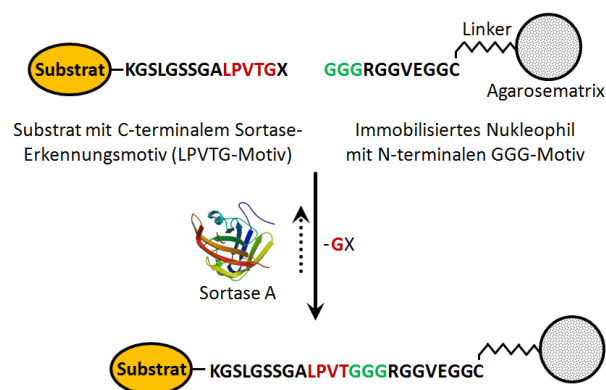 Linker
Substrat
KGSLGSSGALPVTGX
GGGRGGVEGGC
Agarosematrix
Substrat mit C-terminalem Sortase-
Erkennungsmotiv (LPVTG-Motiv)
Immobilisiertes Nukleophil
mit N-terminalen GGG-Motiv
-GX
Sortase A
Substrat
KGSLGSSGALPVTGGGRGGVEGGC